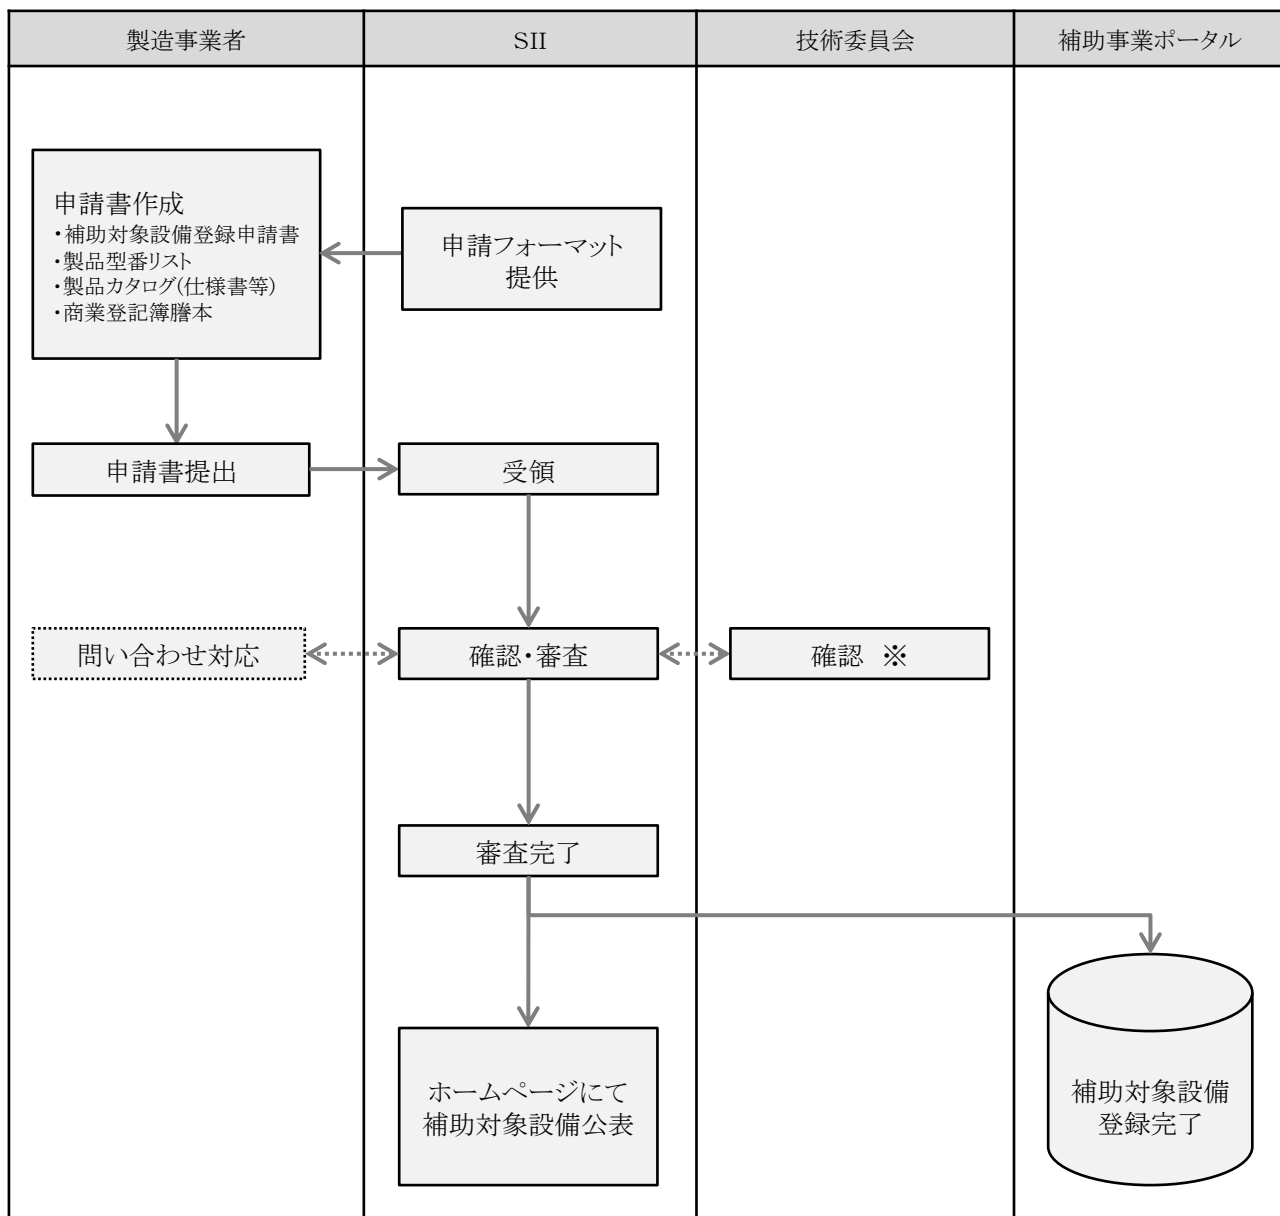 製造事業者
SII
技術委員会
補助事業ポータル
申請書作成
・補助対象設備登録申請書
・製品型番リスト
・製品カタログ(仕様書等)
・商業登記簿謄本
申請フォーマット
提供
申請書提出
受領
問い合わせ対応
確認・審査
確認 ※
審査完了
ホームページにて
補助対象設備公表
補助対象設備
登録完了